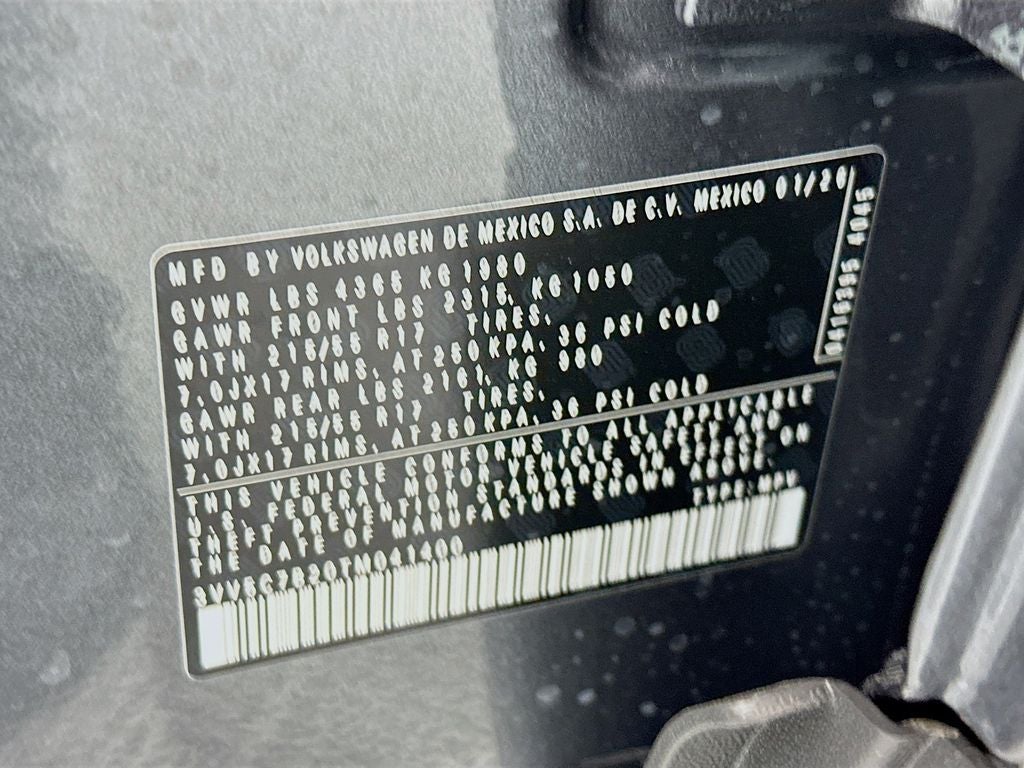 MFD BY VOLKSWAGEN DE MEXICO S.A. DE C.V. MEXICO 01/26
GVWR LBS 4365 KG 1980
GAWR FRONT LBS 2315, KG 1050
WITH 215/55 R17 TIRES,
7.0JX17 RIMS, AT 250 KPA, 36 PSI COLD
GAWR REAR LBS 2161, KG 980
WITH 215/55 R17 TIRES,
7.0JX17 RIMS, AT 250 KPA, 36 PSI COLD
THIS VEHICLE CONFORMS TO ALL APPLICABLE
U.S. FEDERAL MOTOR VEHICLE SAFETY AND
THEFT PREVENTION STANDARDS IN EFFECT ON
THE DATE OF MANUFACTURE SHOWN ABOVE.
TYPE: MPV
4045